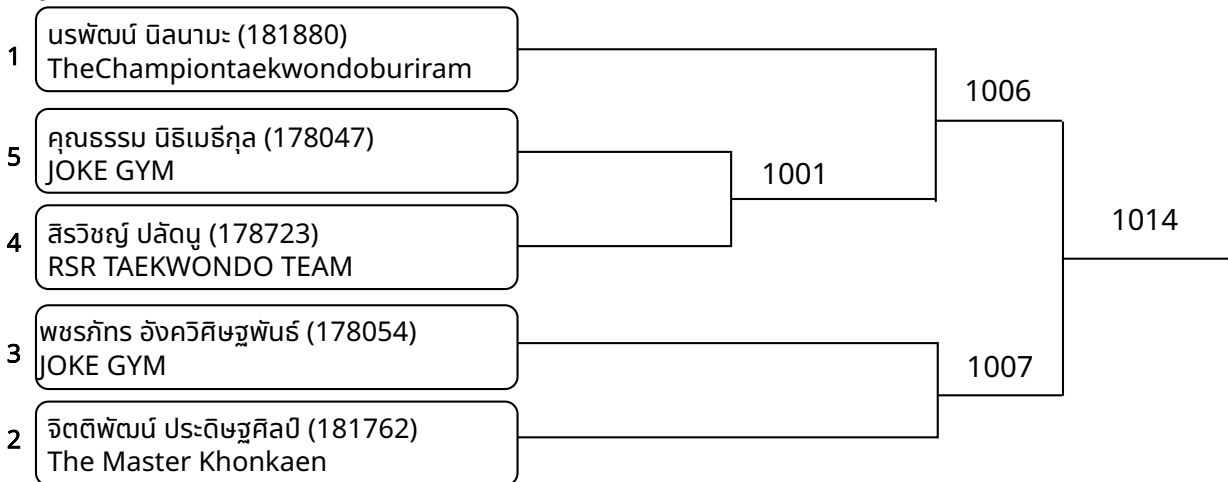 1
นรพัฒน์ นิลนามะ (181880)
TheChampiontaekwondoburiram
5
คุณธรรม นิธิเมธีกุล (178047)
JOKE GYM
4
สิรวิชญ์ ปลัดนู (178723)
RSR TAEKWONDO TEAM
3
พชรภัทร อังควิศิษฐพันธ์ (178054)
JOKE GYM
2
จิตติพัฒน์ ประดิษฐศิลป์ (181762)
The Master Khonkaen
1001
1006
1007
1014